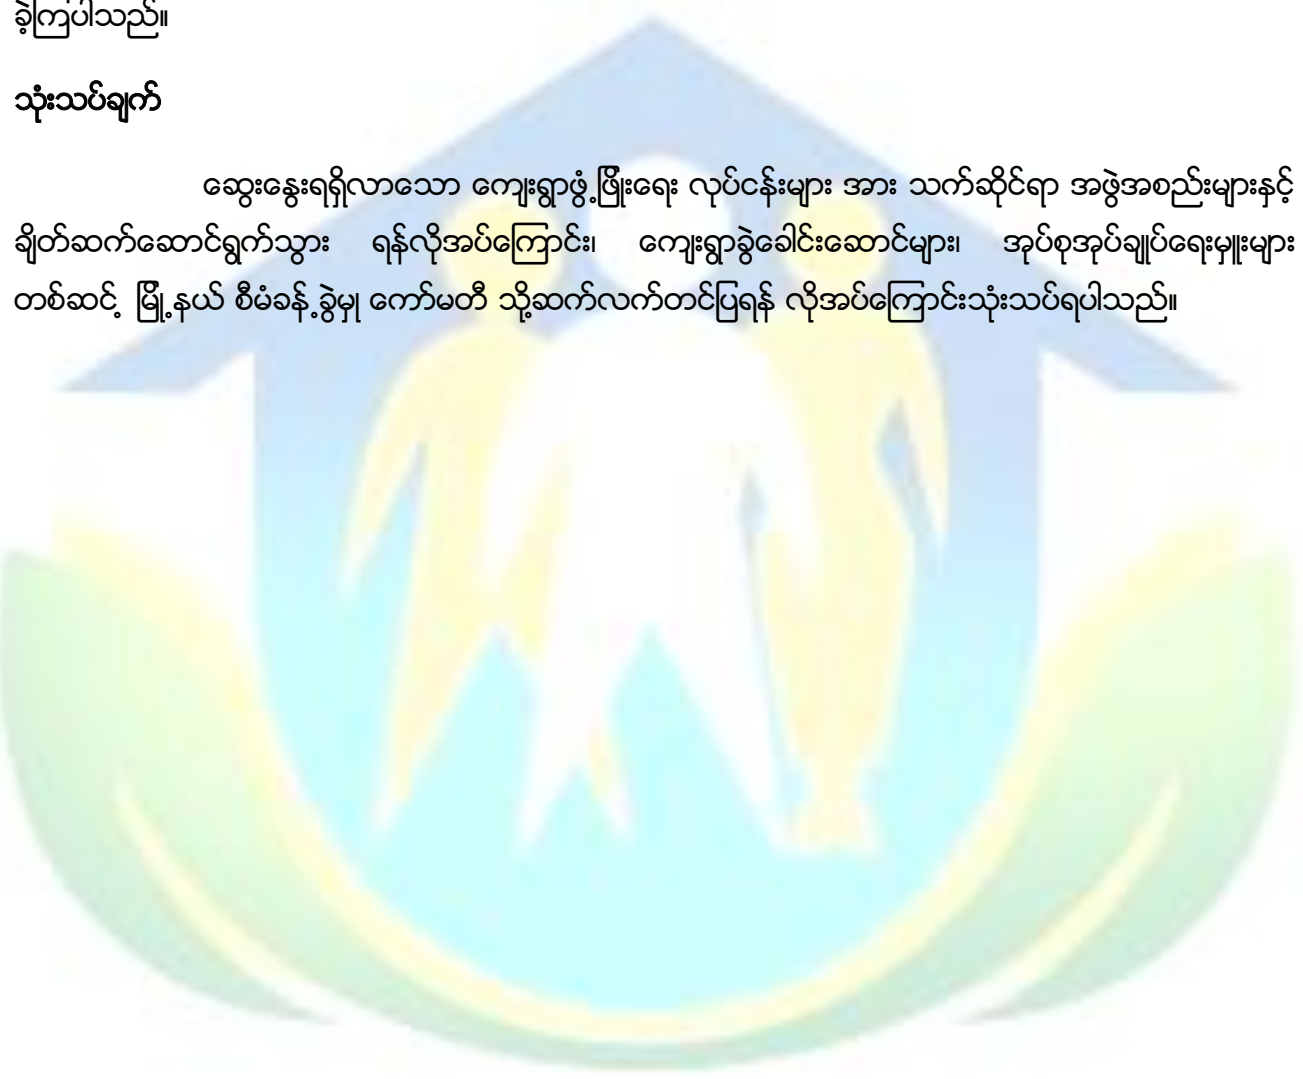 ခဲ့ကြပါသည်။
သုံးသပ်ချက်
ဆွေးနွေးရရှိလာသော ကျေးရွာဖွံ့ဖြိုးရေး လုပ်ငန်းများ အား သက်ဆိုင်ရာ အဖွဲ့အစည်းများနှင့်
ချိတ်ဆက်ဆောင်ရွက်သွား ရန်လိုအပ်ကြောင်း၊ ကျေးရွာခွဲခေါင်းဆောင်များ၊ အုပ်စုအုပ်ချုပ်ရေးမှူးများ
တစ်ဆင့် မြို့နယ် စီမံခန့်ခွဲမှု ကော်မတီ သို့ဆက်လက်တင်ပြရန် လိုအပ်ကြောင်းသုံးသပ်ရပါသည်။